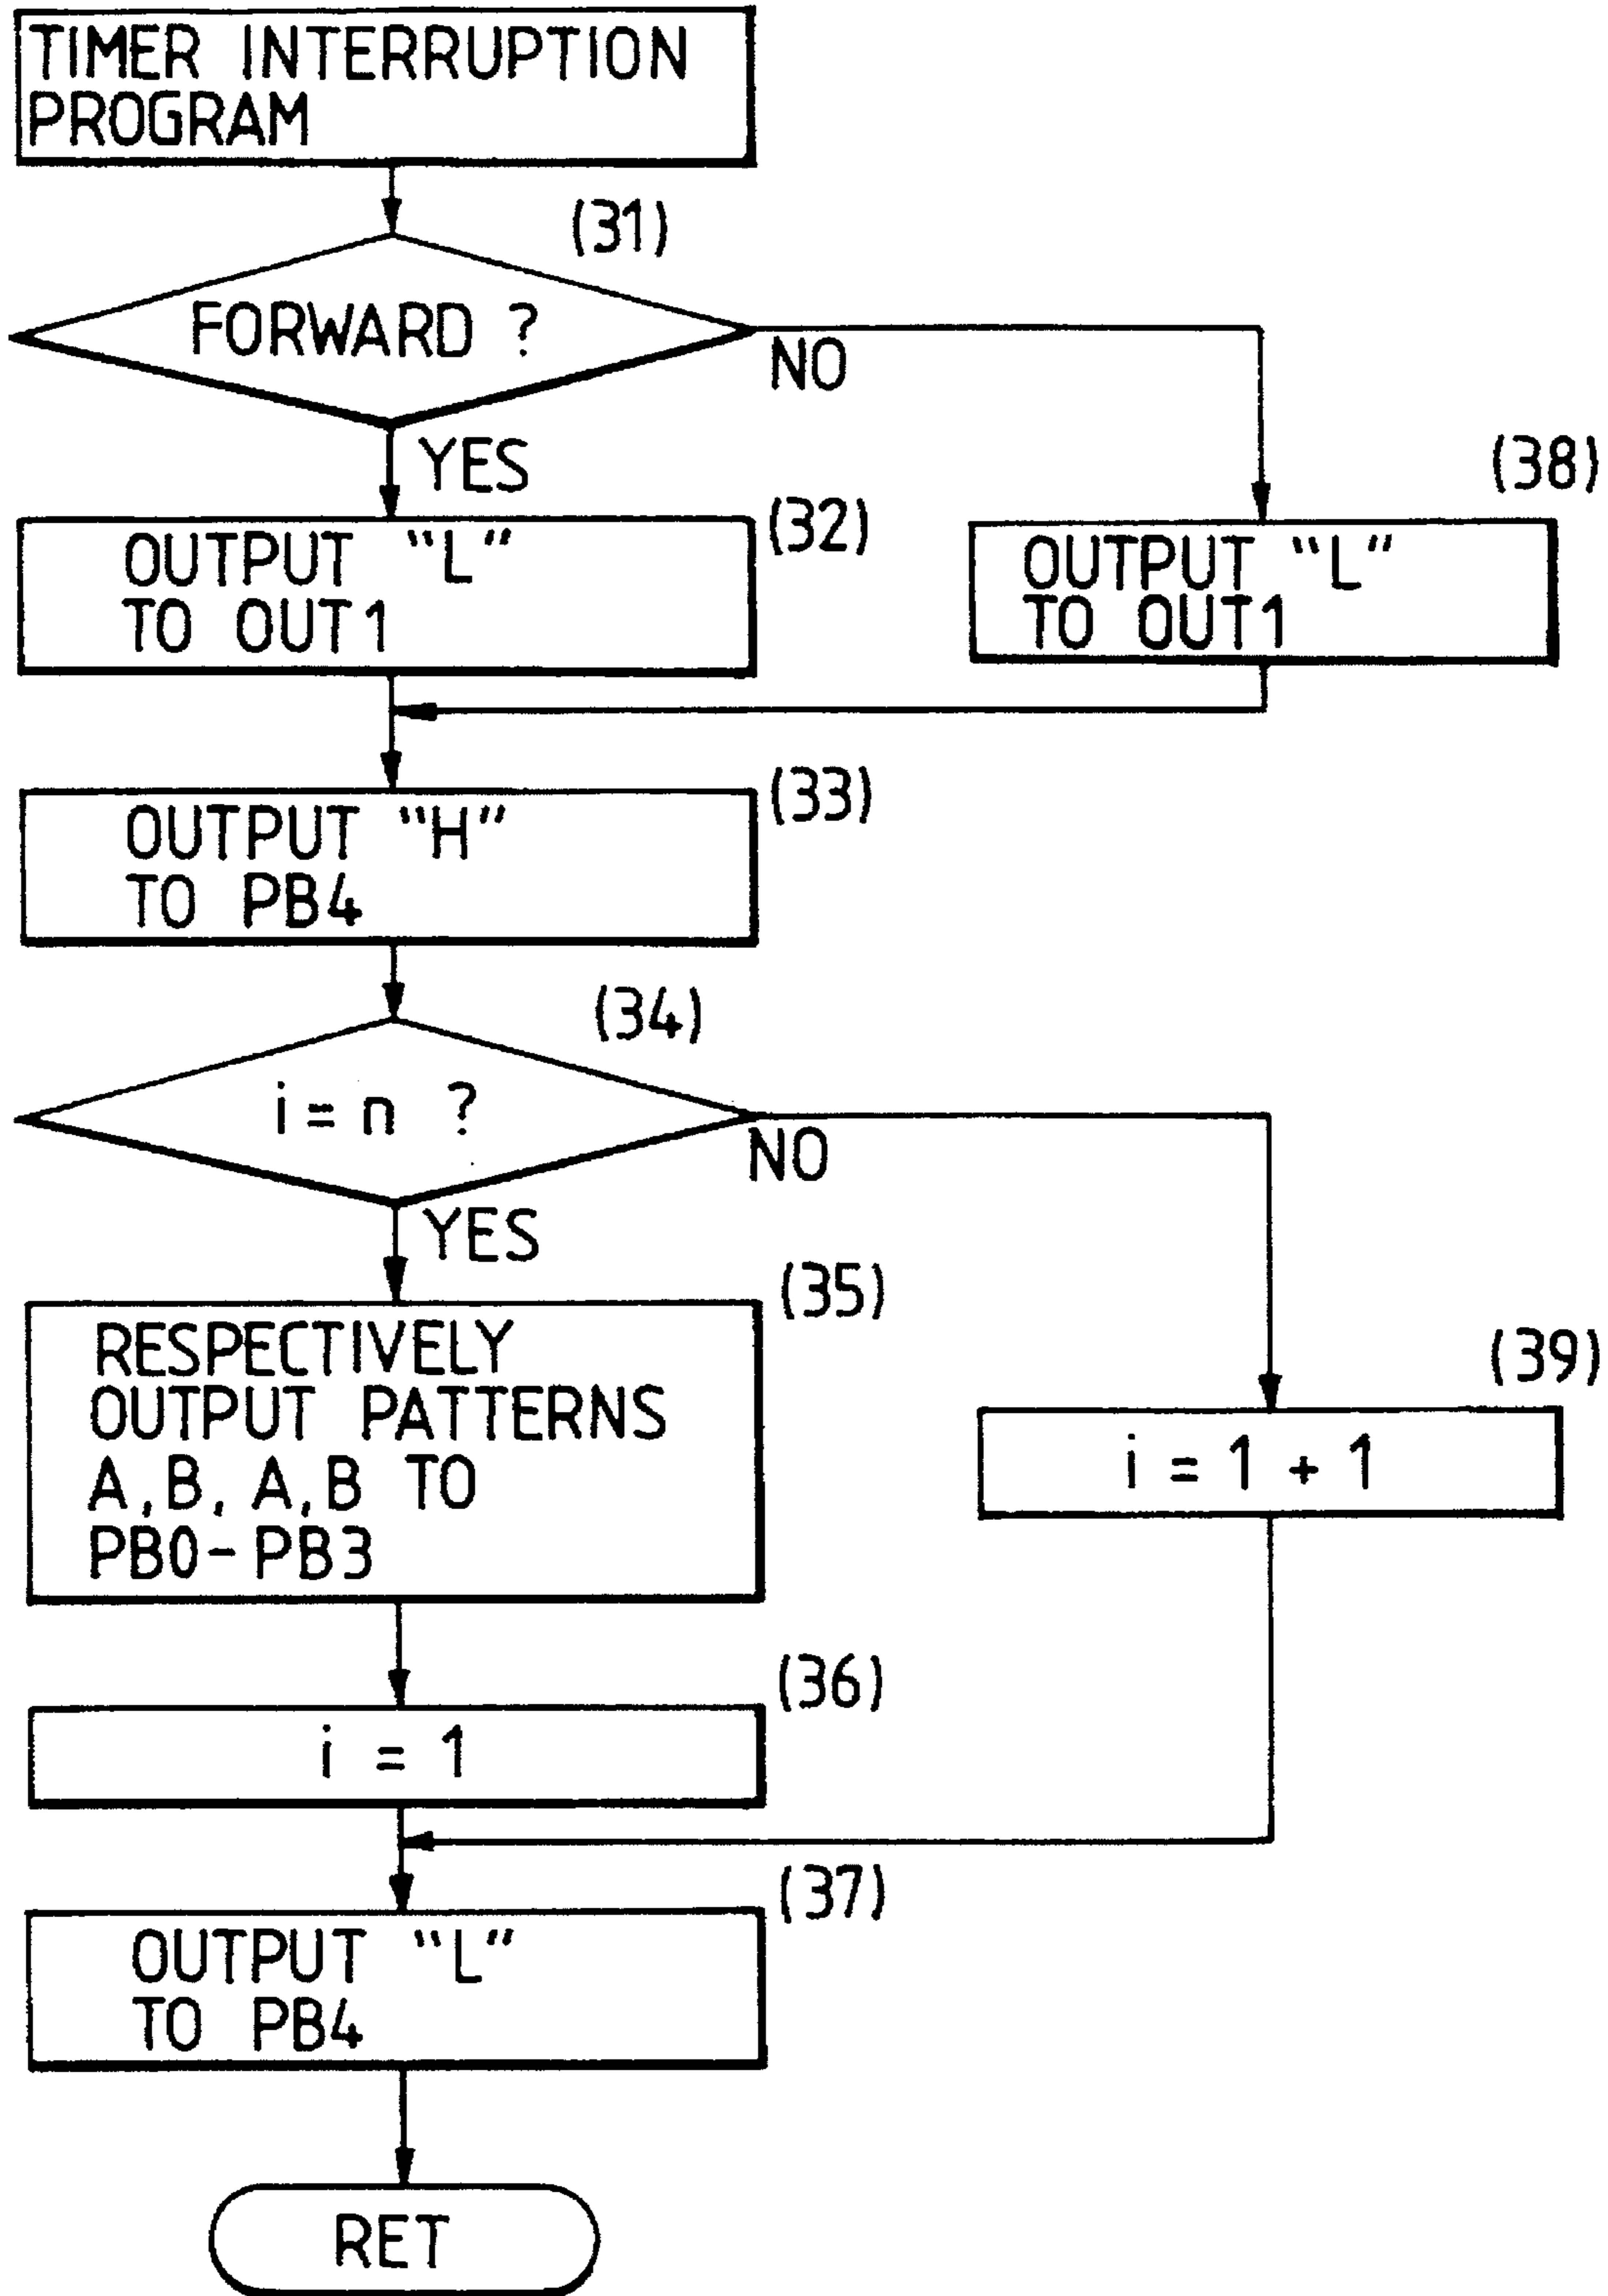 TIMER INTERRUPTION
PROGRAM
(31)
FORWARD ?
NO
YES
(38)
(32)
OUTPUT "L"
TO OUT1
OUTPUT "L"
TO OUT1
(33)
OUTPUT "H"
TO PB4
(34)
i = n ?
NO
YES
(35)
RESPECTIVELY
OUTPUT PATTERNS
A, B, A, B TO
PB0-PB3
(39)
i = 1 + 1
(36)
i = 1
(37)
OUTPUT "L"
TO PB4
RET